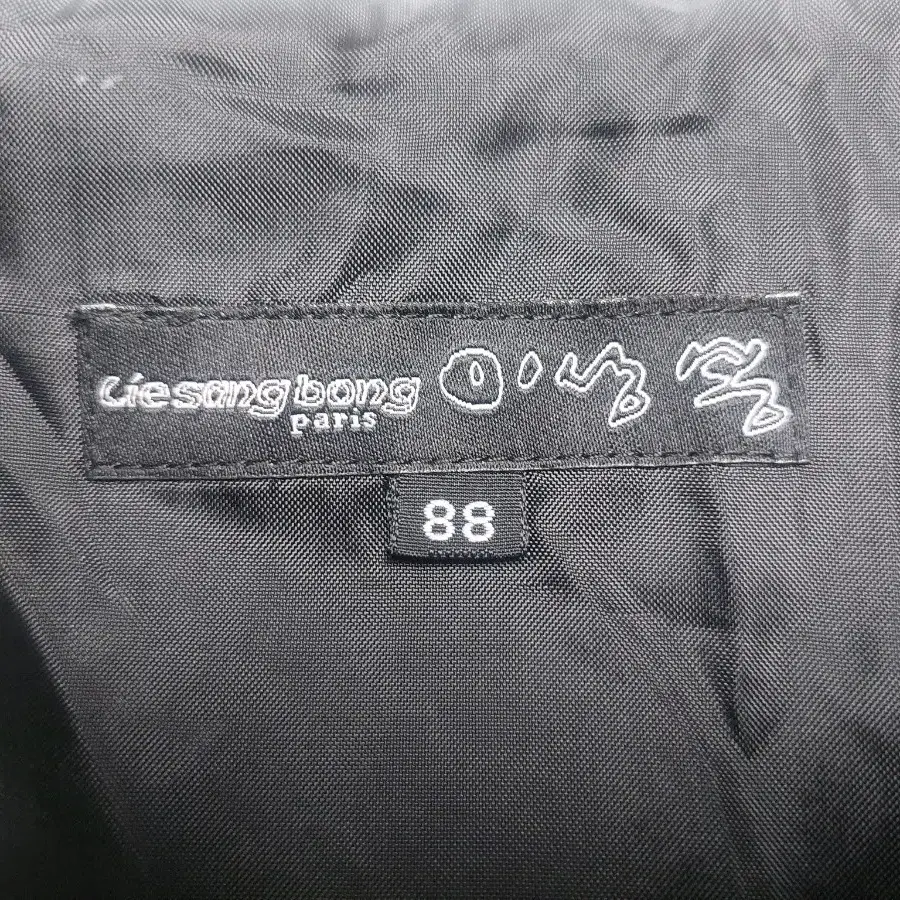 Lie sang bong 이상봉
paris
88